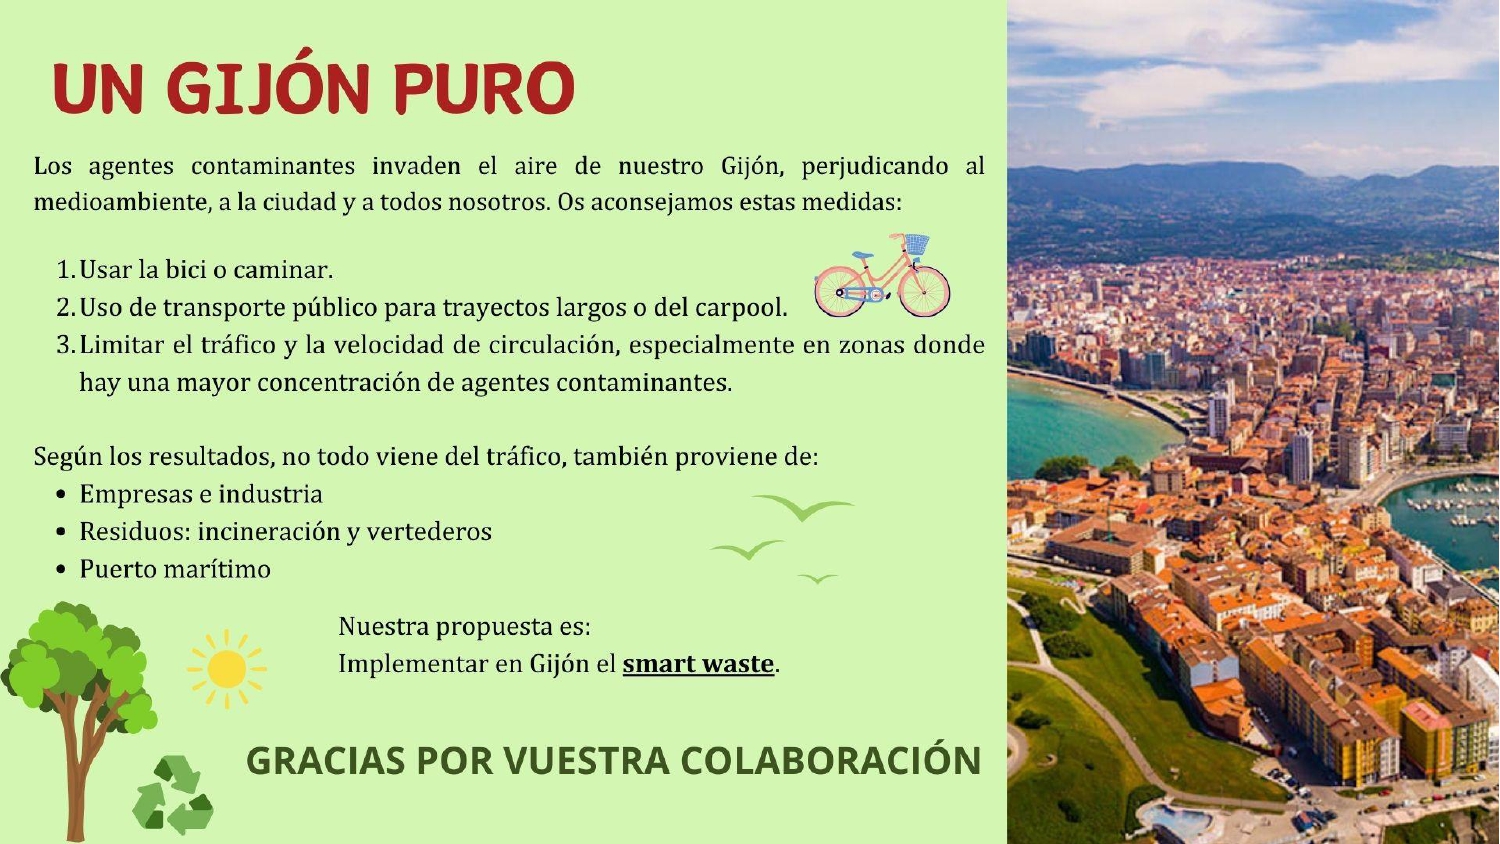 UN GIJÓN PURO
Los agentes contaminantes invaden el aire de nuestro Gijón, perjudicando al
medioambiente, a la ciudad y a todos nosotros. Os aconsejamos estas medidas:
1. Usar la bici o caminar.
2. Uso de transporte público para trayectos largos o del carpool.
3. Limitar el tráfico y la velocidad de circulación, especialmente en zonas donde
hay una mayor concentración de agentes contaminantes.
Según los resultados, no todo viene del tráfico, también proviene de:
• Empresas e industria
• Residuos: incineración y vertederos
• Puerto marítimo
Nuestra propuesta es:
Implementar en Gijón el smart waste.
GRACIAS POR VUESTRA COLABORACIÓN